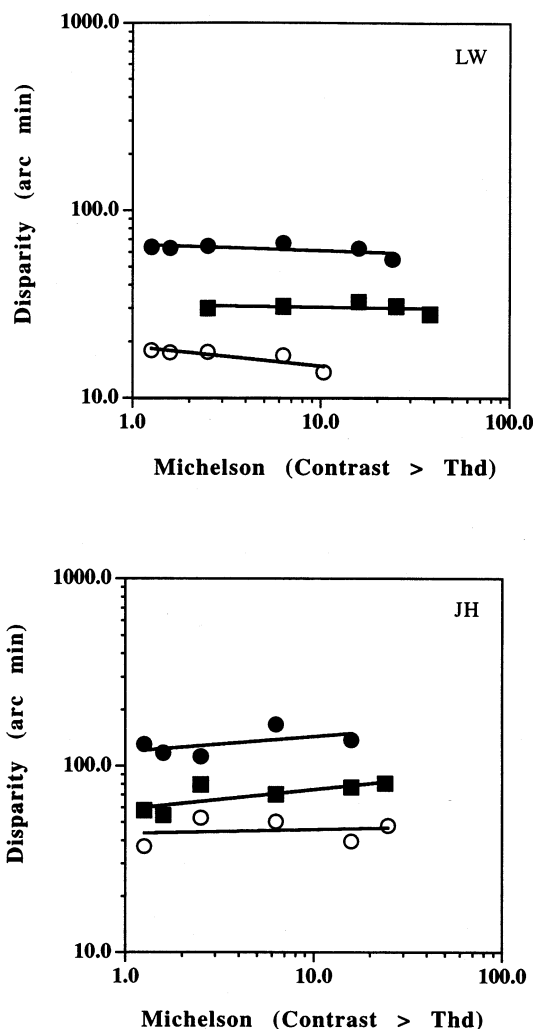 1000.0
LW
Disparity (arc min)
100.0
10.0
1.0 10.0 100.0
Michelson (Contrast > Thd)
1000.0
JH
Disparity (arc min)
100.0
10.0
1.0 10.0 100.0
Michelson (Contrast > Thd)